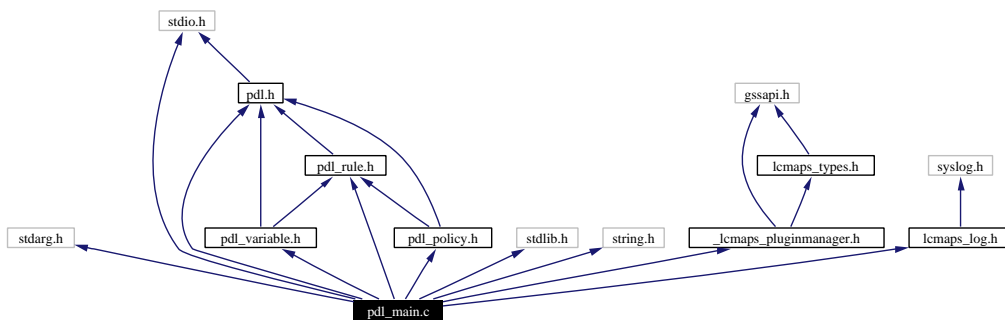 stdio.h
pdl.h
gssapi.h
pdl_rule.h
lcmaps_types.h
syslog.h
stdarg.h
pdl_variable.h
pdl_policy.h
stdlib.h
string.h
_lcmaps_pluginmanager.h
lcmaps_log.h
pdl_main.c